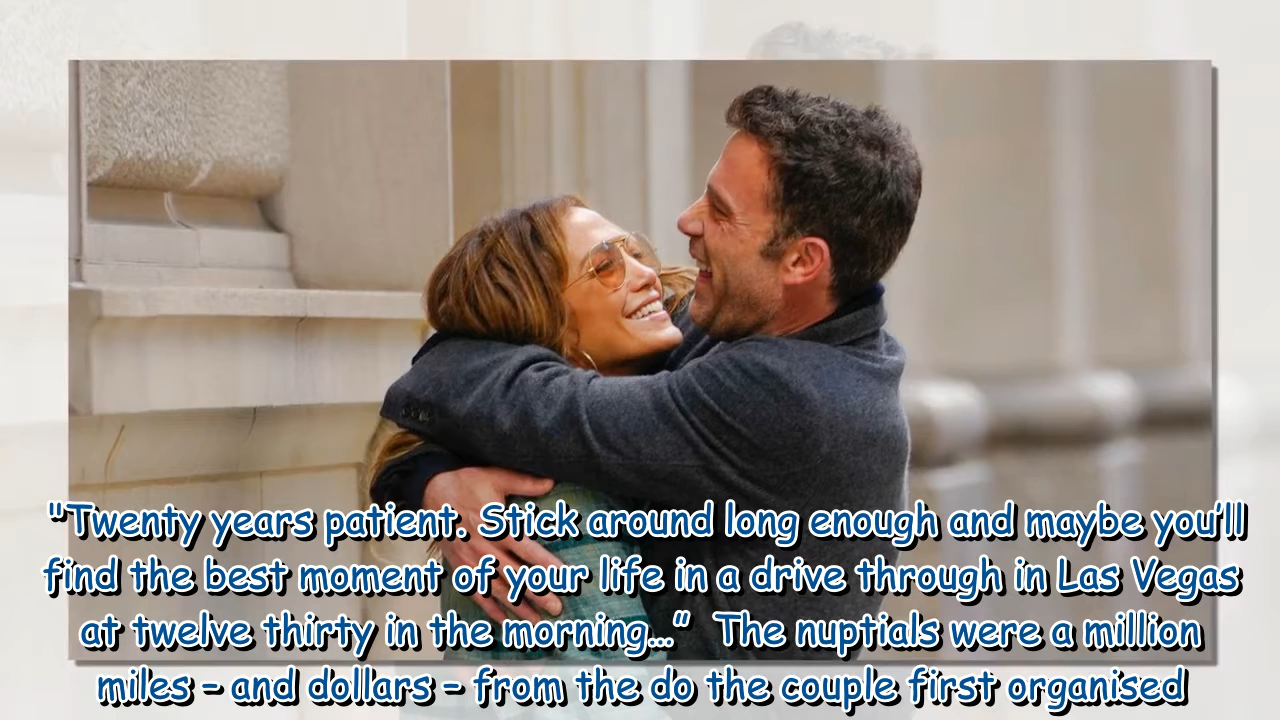 "Twenty years patient. Stick around long enough and maybe you’ll
find the best moment of your life in a drive through in Las Vegas
at twelve thirty in the morning...”  The nuptials were a million
miles – and dollars – from the do the couple first organised